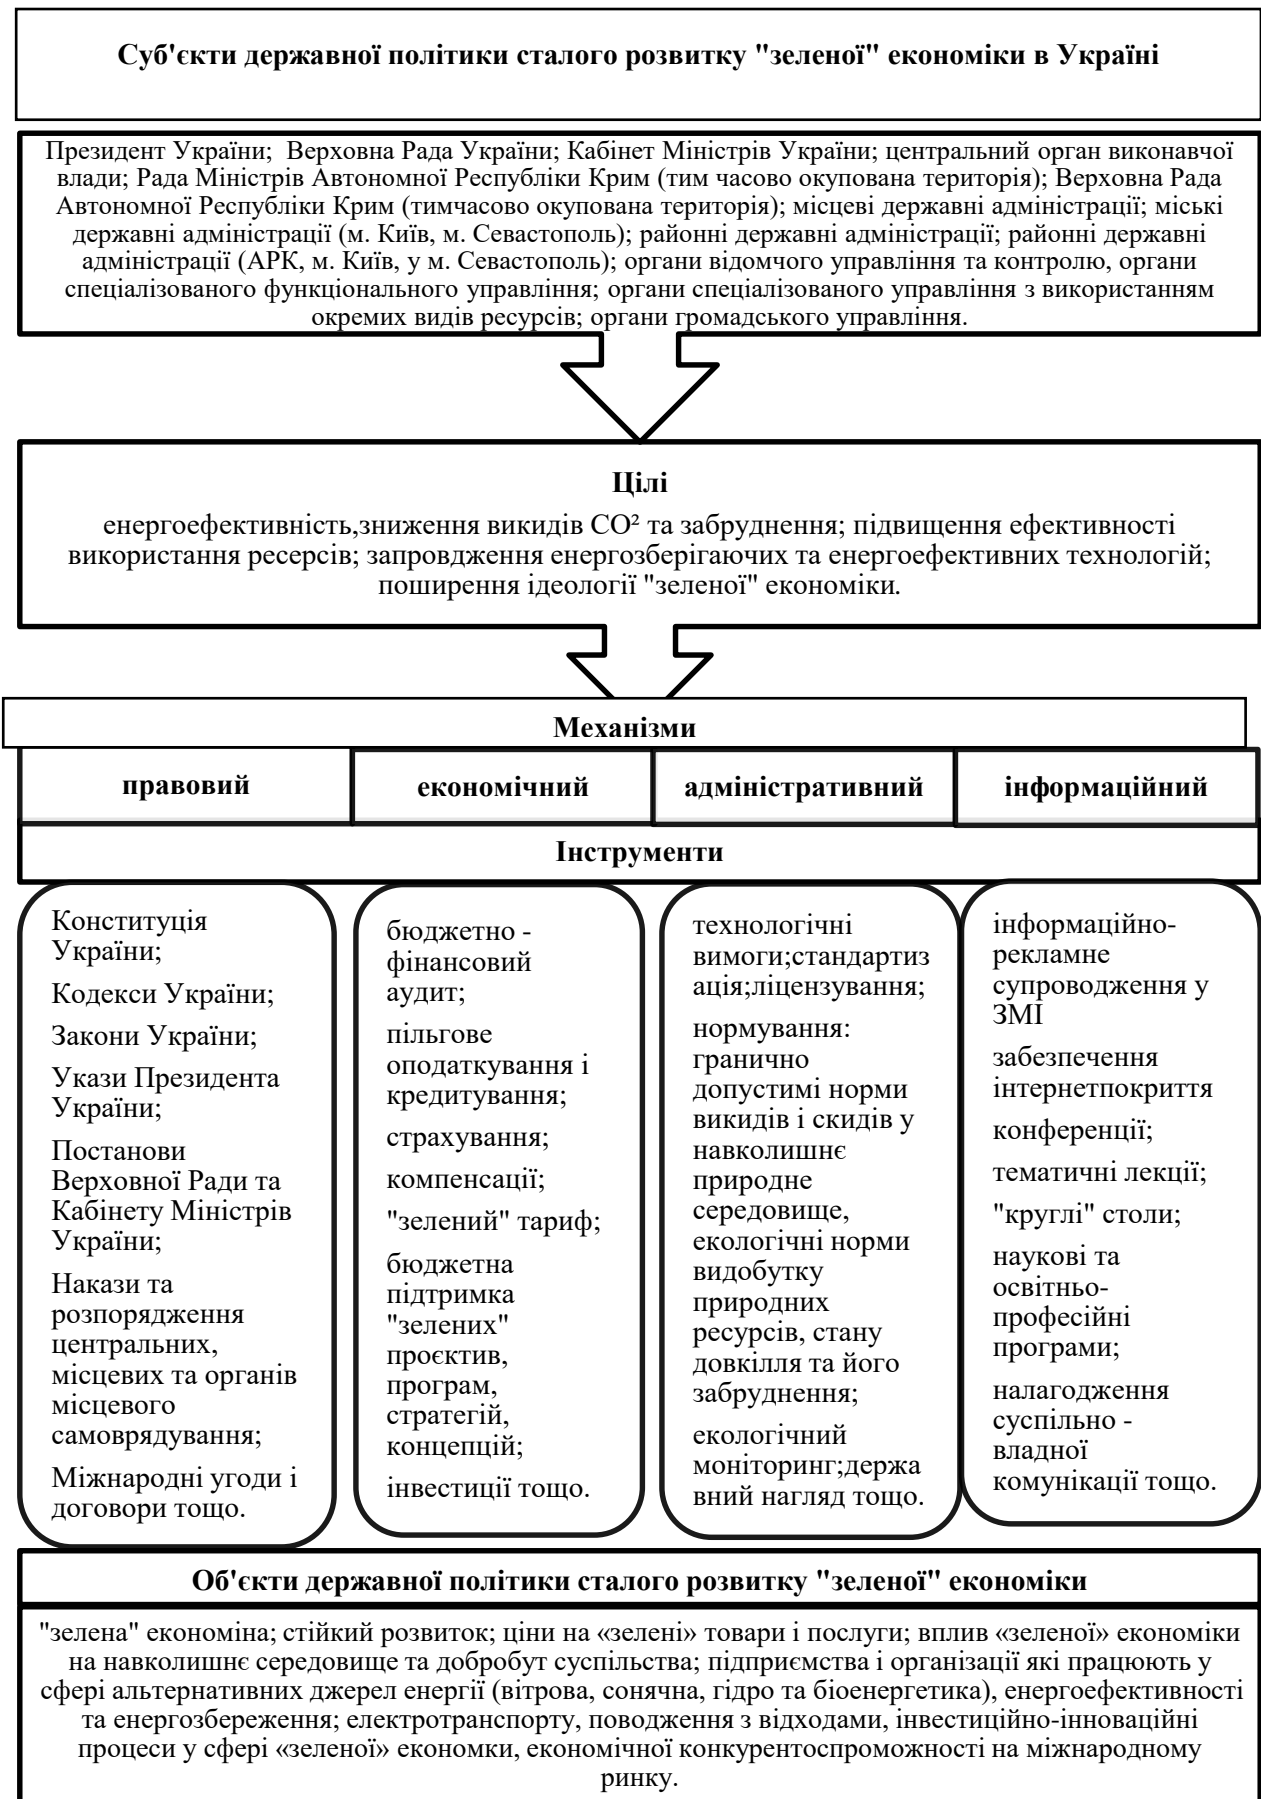 Суб'єкти державної політики сталого розвитку "зеленої" економіки в Україні
Президент України;  Верховна Рада України; Кабінет Міністрів України; центральний орган виконавчої
влади; Рада Міністрів Автономної Республіки Крим (тим часово окупована територія); Верховна Рада
Автономної Республіки Крим (тимчасово окупована територія); місцеві державні адміністрації; міські
державні адміністрації (м. Київ, м. Севастополь); районні державні адміністрації; районні державні
адміністрації (АРК, м. Київ, у м. Севастополь); органи відомчого управління та контролю, органи
спеціалізованого функціонального управління; органи спеціалізованого управління з використанням
окремих видів ресурсів; органи громадського управління.
Цілі
енергоефективність,зниження викидів CO² та забруднення; підвищення ефективності
використання ресерсів; запровдження енергозберігаючих та енергоефективних технологій;
поширення ідеології "зеленої" економіки.
Механізми
правовий
економічний
адміністративний
інформаційний
Інструменти
Конституція
України;
Кодекси України;
Закони України;
Укази Президента
України;
Постанови
Верховної Ради та
Кабінету Міністрів
України;
Накази та
розпорядження
центральних,
місцевих та органів
місцевого
самоврядування;
Міжнародні угоди і
договори тощо.
бюджетно -
фінансовий
аудит;
пільгове
оподаткування і
кредитування;
страхування;
компенсації;
"зелений" тариф;
бюджетна
підтримка
"зелених"
проєктив,
програм,
стратегій,
концепцій;
інвестиції тощо.
технологічні
вимоги;стандартиз
ація;ліцензування;
нормування:
гранично
допустимі норми
викидів і скидів у
навколишнє
природне
середовище,
екологічні норми
видобутку
природних
ресурсів, стану
довкілля та його
забруднення;
екологічний
моніторинг;держа
вний нагляд тощо.
інформаційно-
рекламне
супроводження у
ЗМІ
забезпечення
інтернетпокриття
конференції;
тематичні лекції;
"круглі" столи;
наукові та
освітньо-
професійні
програми;
налагодження
суспільно -
владної
комунікації тощо.
Об'єкти державної політики сталого розвитку "зеленої" економіки
"зелена" економіна; стійкий розвиток; ціни на «зелені» товари і послуги; вплив «зеленої» економіки
на навколишнє середовище та добробут суспільства; підприємства і організації які працюють у
сфері альтернативних джерел енергії (вітрова, сонячна, гідро та біоенергетика), енергоефективності
та енергозбереження; електротранспорту, поводження з відходами, інвестиційно-інноваційні
процеси у сфері «зеленої» економки, економічної конкурентоспроможності на міжнародному
ринку.